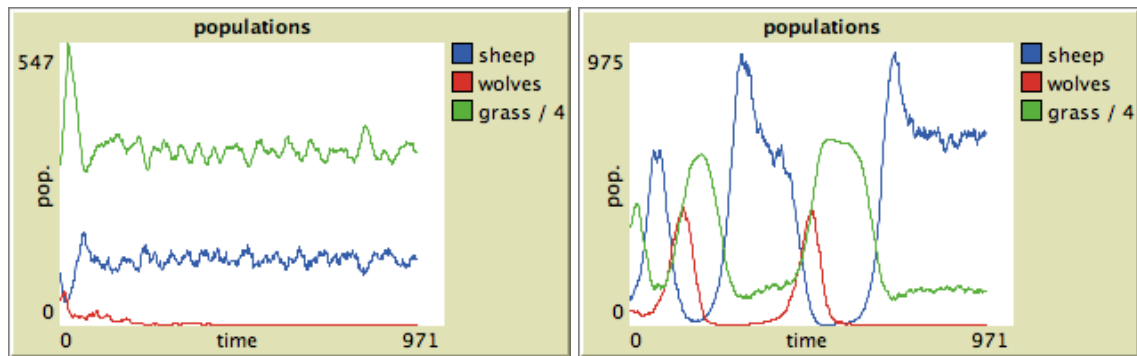 populations
547
pop.
0
0
time
971
sheep
wolves
grass / 4
populations
975
pop.
0
0
time
971
sheep
wolves
grass / 4